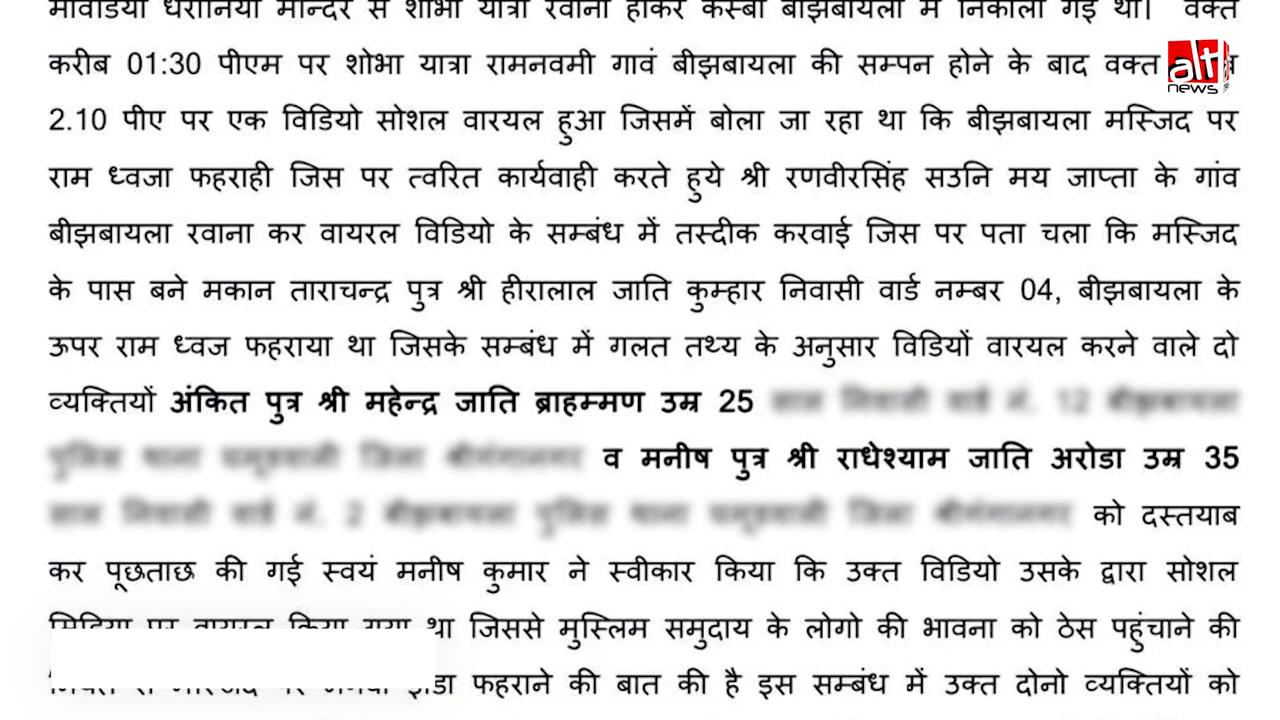 मावडिया धरानिया मन्दिर से शोभा यात्रा रवाना होकर कस्बा बीझबायला में निकाली गई थी। वक्त
करीब 01:30 पीएम पर शोभा यात्रा रामनवमी गावं बीझबायला की सम्पन होने के बाद वक्त
alt news
2.10 पीए पर एक विडियो सोशल वारयल हुआ जिसमें बोला जा रहा था कि बीझबायला मस्जिद पर
राम ध्वजा फहराही जिस पर त्वरित कार्यवाही करते हुये श्री रणवीरसिंह सउनि मय जाप्ता के गांव
बीझबायला रवाना कर वायरल विडियो के सम्बंध में तस्दीक करवाई जिस पर पता चला कि मस्जिद
के पास बने मकान ताराचन्द्र पुत्र श्री हीरालाल जाति कुम्हार निवासी वार्ड नम्बर 04, बीझबायला के
ऊपर राम ध्वज फहराया था जिसके सम्बंध में गलत तथ्य के अनुसार विडियों वारयल करने वाले दो
व्यक्तियों अंकित पुत्र श्री महेन्द्र जाति ब्राहम्मण उम्र 25
व मनीष पुत्र श्री राधेश्याम जाति अरोडा उम्र 35
को दस्तयाब
कर पूछताछ की गई स्वयं मनीष कुमार ने स्वीकार किया कि उक्त विडियो उसके द्वारा सोशल
मिडिया पर वायरल किया गया था जिससे मुस्लिम समुदाय के लोगो की भावना को ठेस पहुंचाने की
झंडा फहराने की बात की है इस सम्बंध में उक्त दोनो व्यक्तियों को